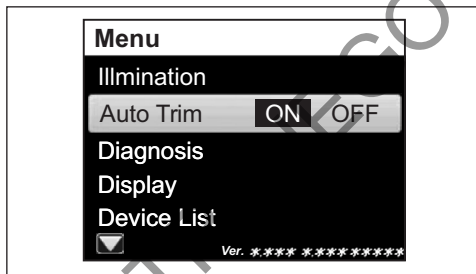 Menu
Illmination
Auto Trim ON OFF
Diagnosis
Display
Device List
Ver. *.*** *.*********